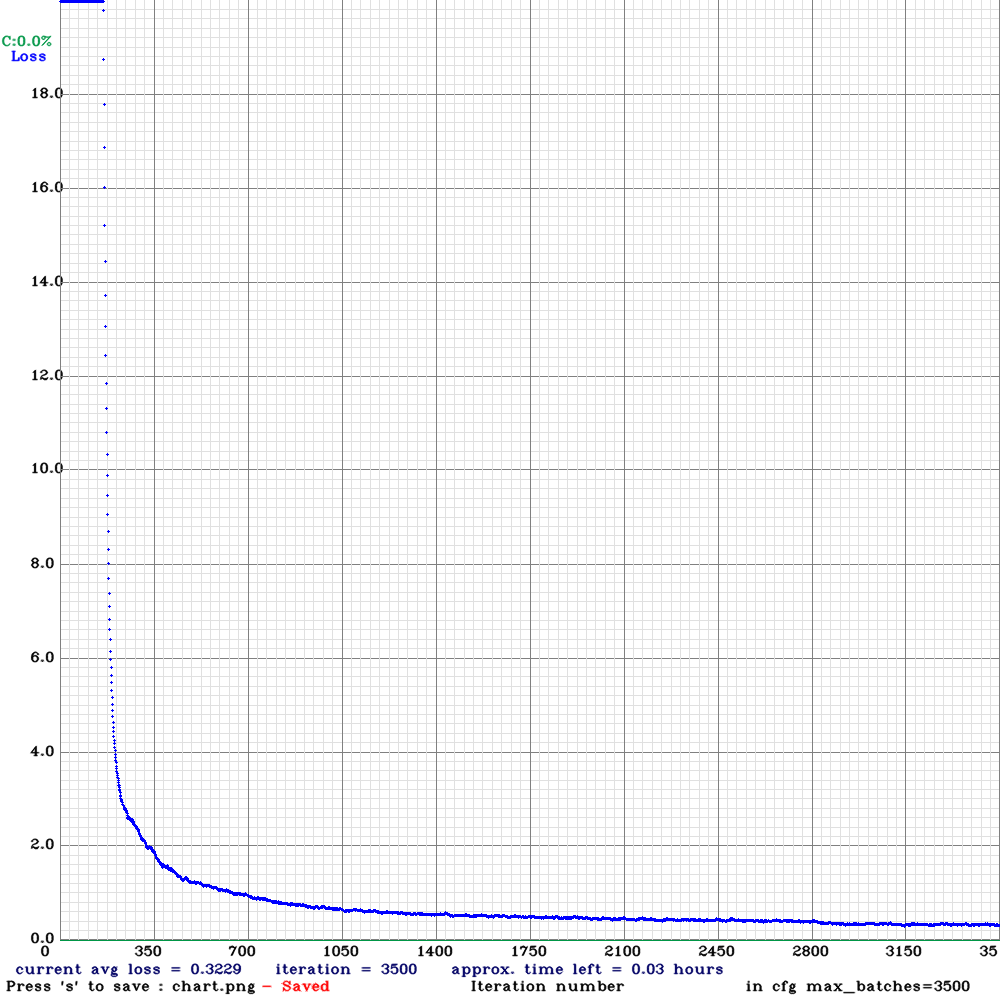 C:0.0%
Loss
18.0
16.0
14.0
12.0
10.0
8.0
6.0
4.0
2.0
0.0
0 350 700 1050 1400 1750 2100 2450 2800 3150 35
current avg loss = 0.3229 iteration = 3500 approx. time left = 0.03 hours
Press 's' to save : chart.png - Saved Iteration number in cfg max_batches=3500